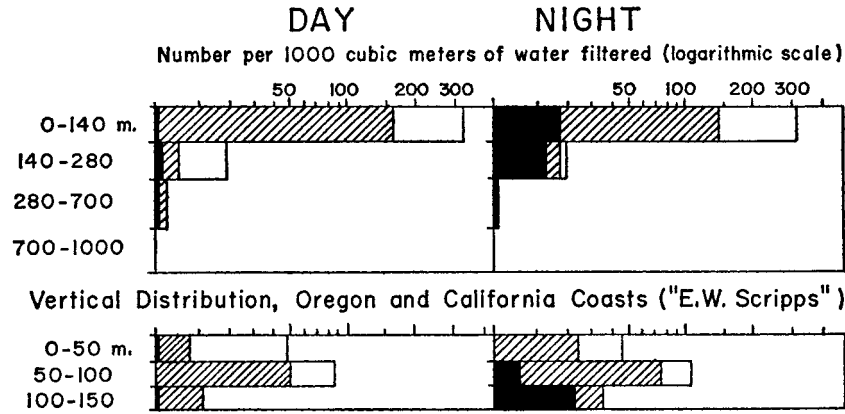 DAY NIGHT
Number per 1000 cubic meters of water filtered (logarithmic scale)
50 100 200 300 50 100 200 300
0-140 m.
140-280
280-700
700-1000
Vertical Distribution, Oregon and California Coasts ("E.W. Scripps")
0-50 m.
50-100
100-150